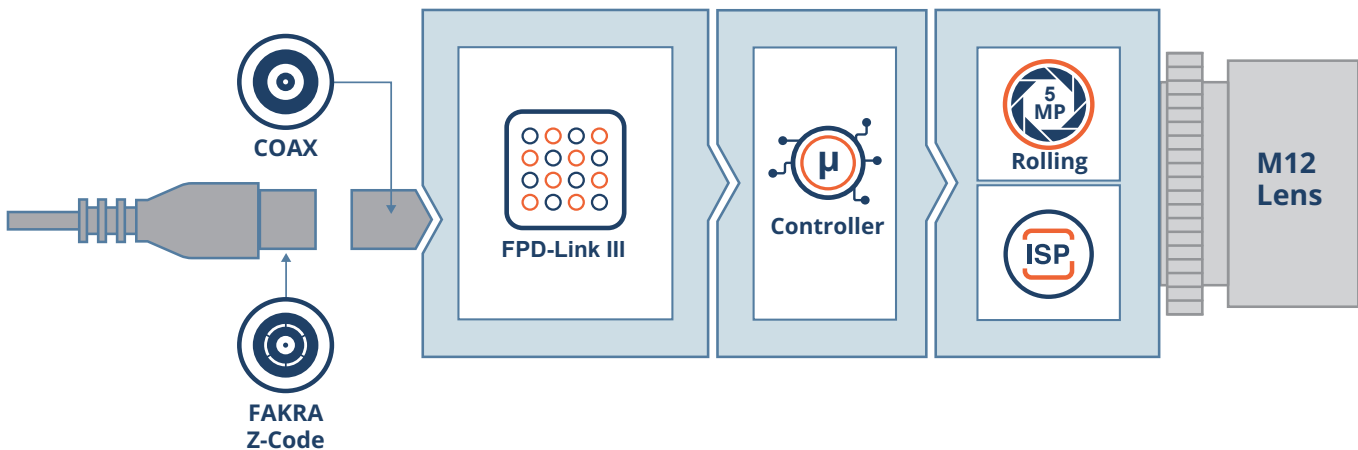 COAX
FAKRA
Z-Code
FPD-Link III
µ
Controller
5
MP
Rolling
ISP
M12
Lens